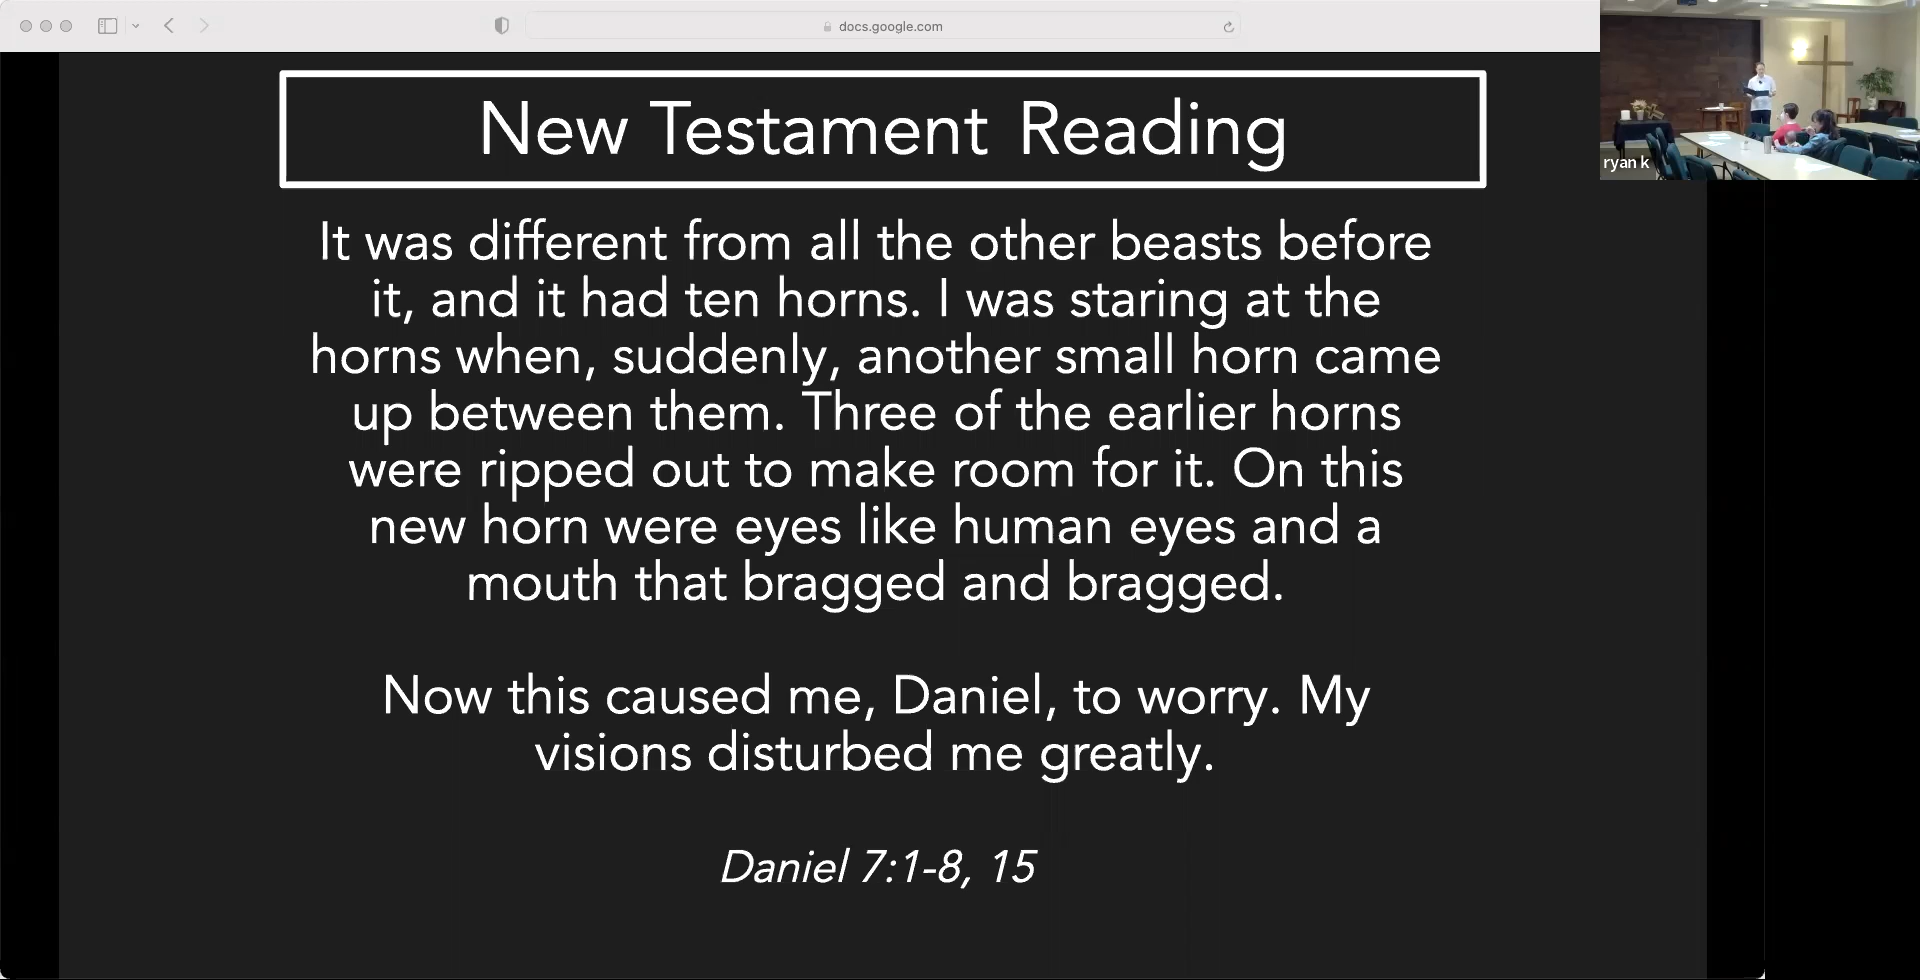 docs.google.com
ryan k
New Testament Reading
It was different from all the other beasts before
it, and it had ten horns. I was staring at the
horns when, suddenly, another small horn came
up between them. Three of the earlier horns
were ripped out to make room for it. On this
new horn were eyes like human eyes and a
mouth that bragged and bragged.
Now this caused me, Daniel, to worry. My
visions disturbed me greatly.
Daniel 7:1-8, 15